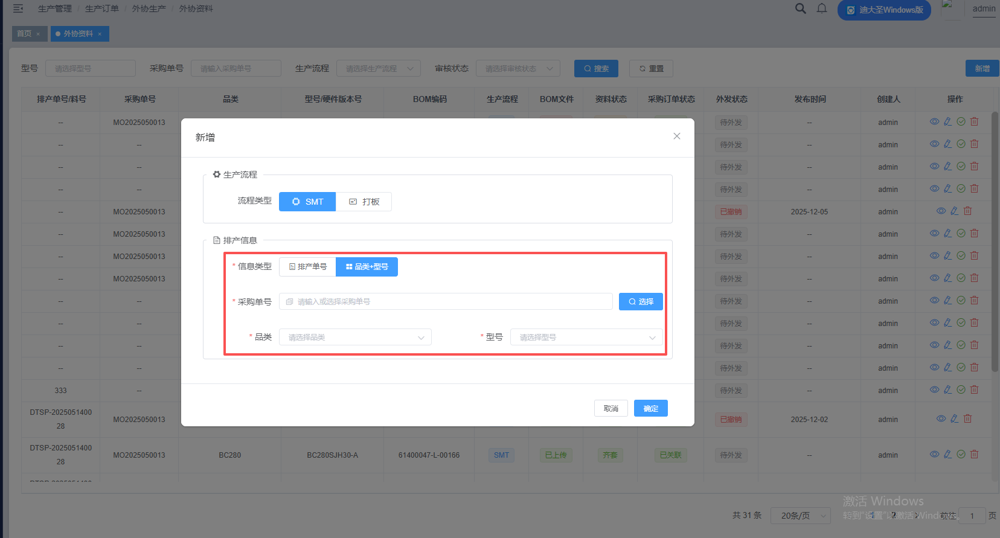 生产管理 / 生产订单 / 外协生产 / 外协资料
迪大圣Windows版
admin
首页 ×
外协资料 ×
型号 请选择型号 采购单号 请输入采购单号 生产流程 请选择生产流程 审核状态 请选择审核状态 搜索 重置 新增
排产单号/料号 采购单号 品类 型号/硬件版本号 BOM编码 生产流程 BOM文件 资料状态 采购订单状态 外发状态 发布时间 创建人 操作
-- MO2025050013 待外发 -- admin
-- -- 待外发 -- admin
-- -- 待外发 -- admin
-- -- 待外发 -- admin
-- MO2025050013 已撤销 2025-12-05 admin
-- MO2025050013 待外发 -- admin
-- MO2025050013 待外发 -- admin
-- MO2025050013 待外发 -- admin
-- -- 待外发 -- admin
-- -- 待外发 -- admin
-- -- 待外发 -- admin
-- -- 待外发 -- admin
333 -- 待外发 -- admin
DTSP-2025051400
28
MO2025050013 已撤销 2025-12-02 admin
DTSP-2025051400
28
MO2025050013 BC280 BC280SJH30-A 61400047-L-00166 SMT 已上传 齐套 已关联 待外发 -- admin
新增
生产流程
流程类型 SMT 打板
排产信息
* 信息类型 排产单号 品类+型号
* 采购单号 请输入或选择采购单号 选择
* 品类 请选择品类 * 型号 请选择型号
取消 确定
激活 Windows
转到"设置"以激活 Windows。
共 31 条 20条/页 1 2 前往 1 页